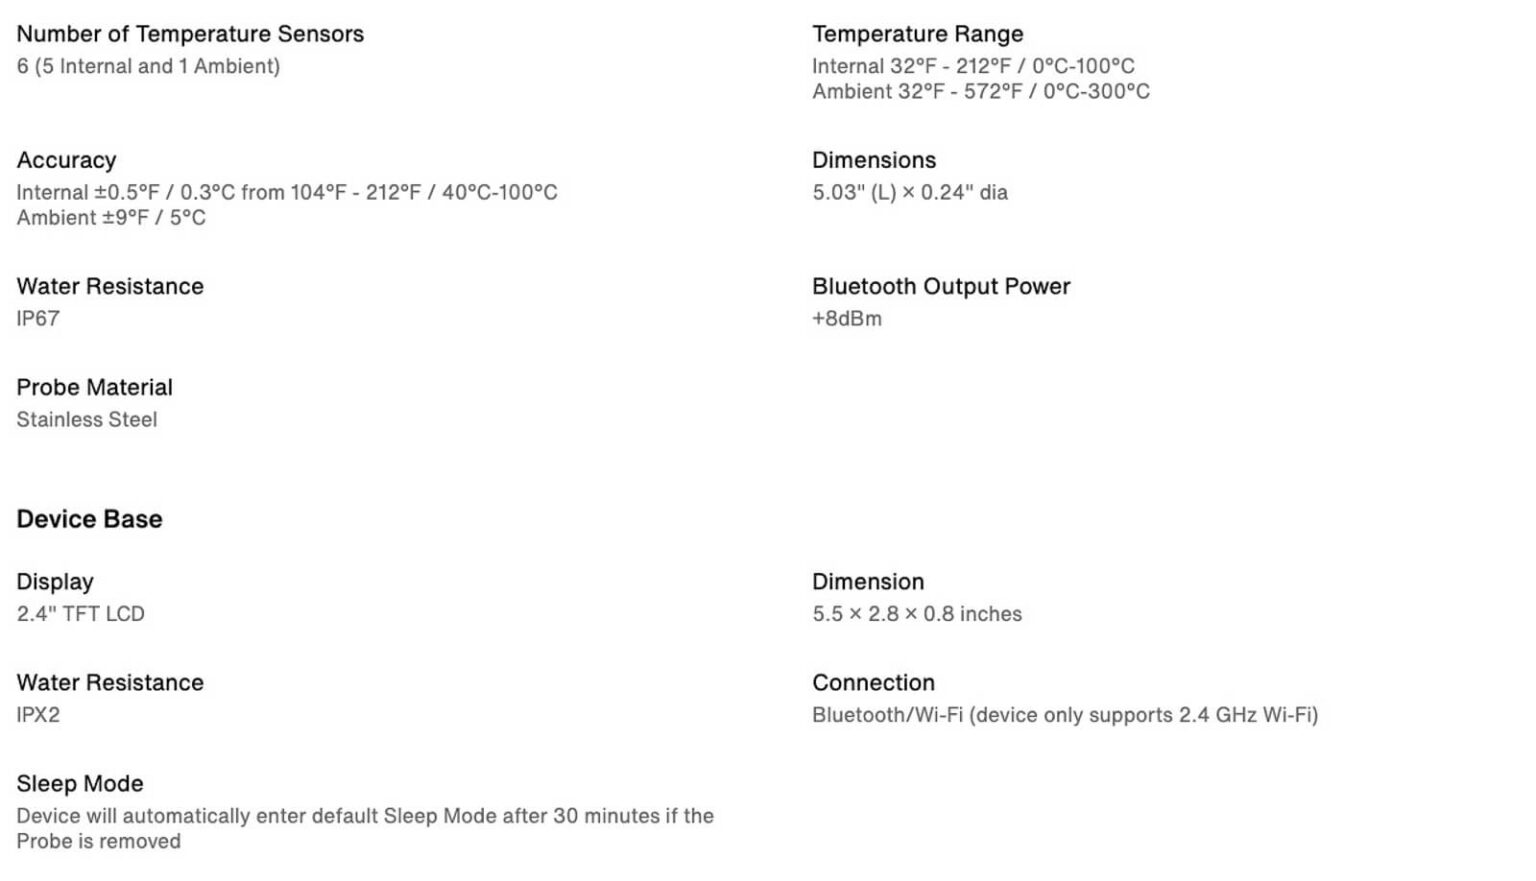 Number of Temperature Sensors
6 (5 Internal and 1 Ambient)
Temperature Range
Internal 32°F - 212°F / 0°C-100°C
Ambient 32°F - 572°F / 0°C-300°C
Accuracy
Internal ±0.5°F / 0.3°C from 104°F - 212°F / 40°C-100°C
Ambient ±9°F / 5°C
Dimensions
5.03" (L) × 0.24" dia
Water Resistance
IP67
Bluetooth Output Power
+8dBm
Probe Material
Stainless Steel
Device Base
Display
2.4" TFT LCD
Dimension
5.5 × 2.8 × 0.8 inches
Water Resistance
IPX2
Connection
Bluetooth/Wi-Fi (device only supports 2.4 GHz Wi-Fi)
Sleep Mode
Device will automatically enter default Sleep Mode after 30 minutes if the
Probe is removed